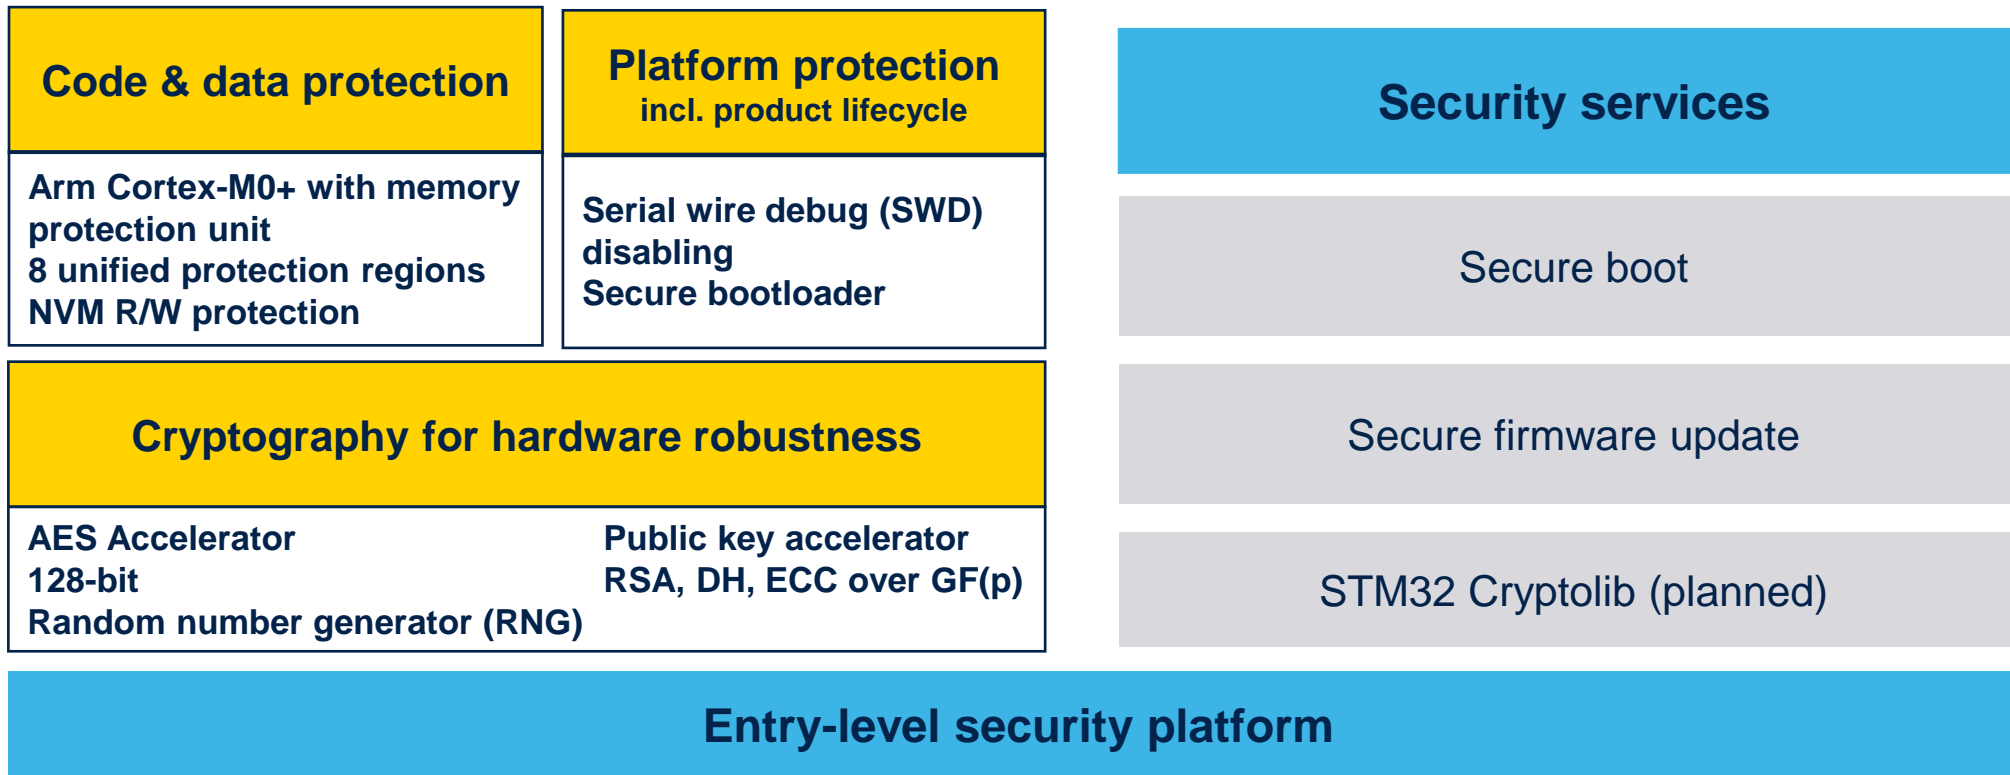 Code & data protection
Arm Cortex-M0+ with memory
protection unit
8 unified protection regions
NVM R/W protection
Platform protection
incl. product lifecycle
Serial wire debug (SWD)
disabling
Secure bootloader
Cryptography for hardware robustness
AES Accelerator
128-bit
Random number generator (RNG)
Public key accelerator
RSA, DH, ECC over GF(p)
Security services
Secure boot
Secure firmware update
STM32 Cryptolib (planned)
Entry-level security platform